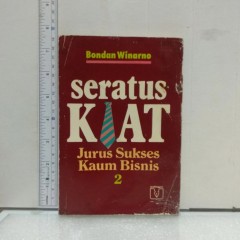 Bondan Winarno
seratus
KIAT
Jurus Sukses
Kaum Bisnis
2